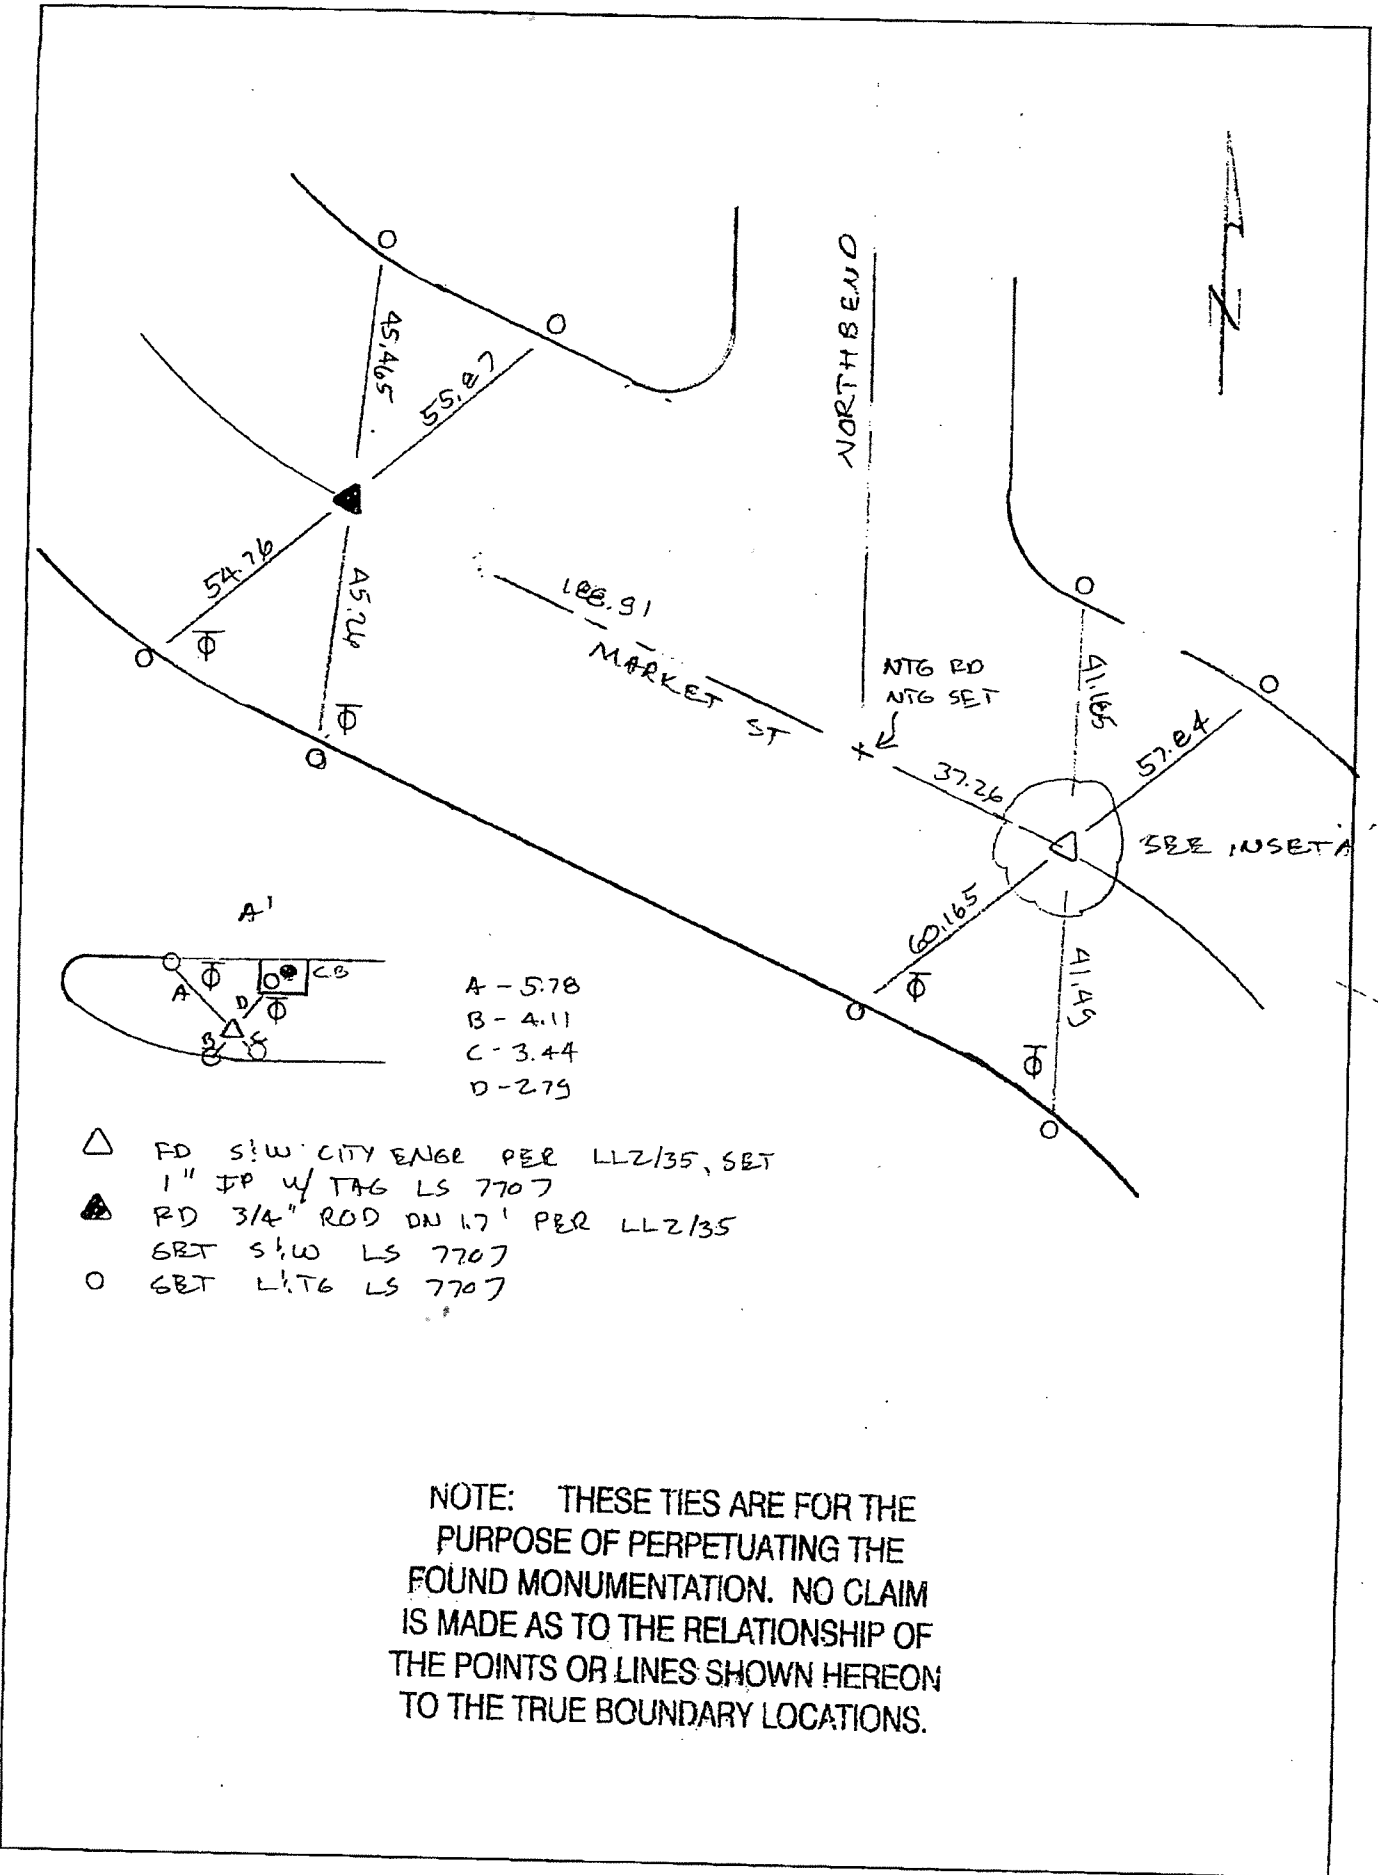 N
NORTHBEND
45.465
55.87
54.76
45.26
188.91
MARKET ST
NTG FD
NTG SET
41.185
57.84
37.26
SEE INSET A'
60.165
41.49
A'
C.B
A
D
B
C
A - 5.78
B - 4.11
C - 3.44
D - 2.79
FD S&W CITY ENGR PER LL2/35, SET
1" IP W/ TAG LS 7707
FD 3/4" ROD DN 1.7' PER LL2/35
SET S&W LS 7707
SET L&TG LS 7707
NOTE: THESE TIES ARE FOR THE
PURPOSE OF PERPETUATING THE
FOUND MONUMENTATION. NO CLAIM
IS MADE AS TO THE RELATIONSHIP OF
THE POINTS OR LINES SHOWN HEREON
TO THE TRUE BOUNDARY LOCATIONS.